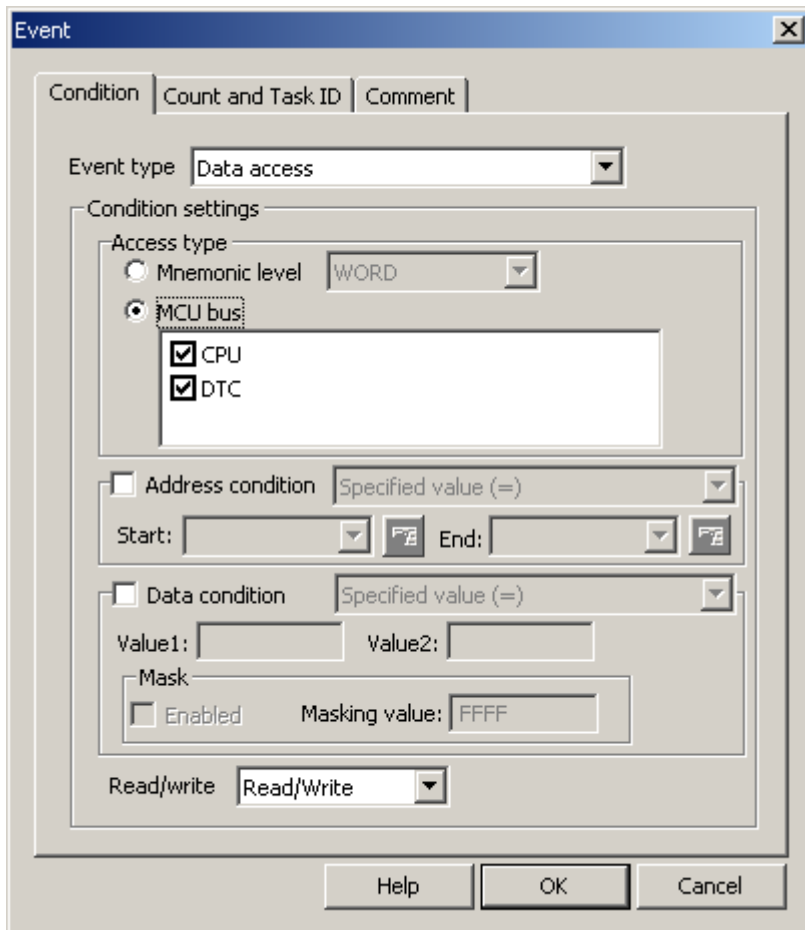 Event
Condition Count and Task ID Comment
Event type Data access
Condition settings
Access type
Mnemonic level WORD
MCU bus
CPU
DTC
Address condition Specified value (=)
Start: End:
Data condition Specified value (=)
Value1: Value2:
Mask
Enabled Masking value: FFFF
Read/write Read/Write
Help OK Cancel